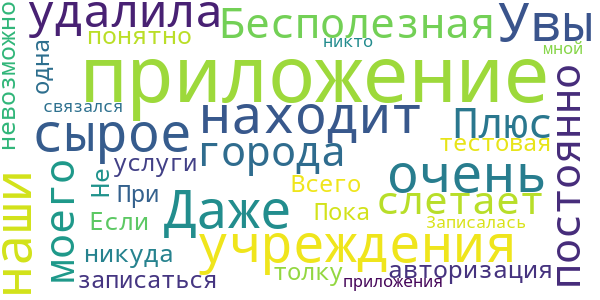 невозможно
удалила
понятно
Бесполезная
никто
Увы
мной
одна
приложение
связался
сырое
находит
Плюс
постоянно
тестовая
наши
моего
Не
услуги
города
очень
При
Даже
Всего
слетает
Если
Пока
Записалась
никуда
учреждения
записаться
толку
авторизация
приложения